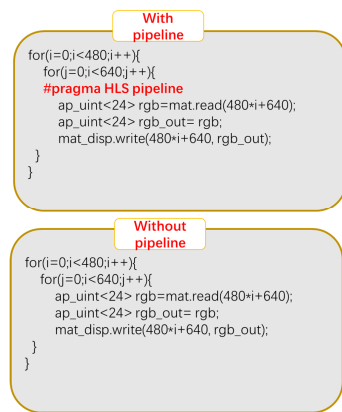 With
pipeline
for(i=0;i<480;i++){
for(j=0;i<640;j++){
#pragma HLS pipeline
ap_uint<24> rgb=mat.read(480*i+640);
ap_uint<24> rgb_out= rgb;
mat_disp.write(480*i+640, rgb_out);
}
}
Without
pipeline
for(i=0;i<480;i++){
for(j=0;i<640;j++){
ap_uint<24> rgb=mat.read(480*i+640);
ap_uint<24> rgb_out= rgb;
mat_disp.write(480*i+640, rgb_out);
}
}